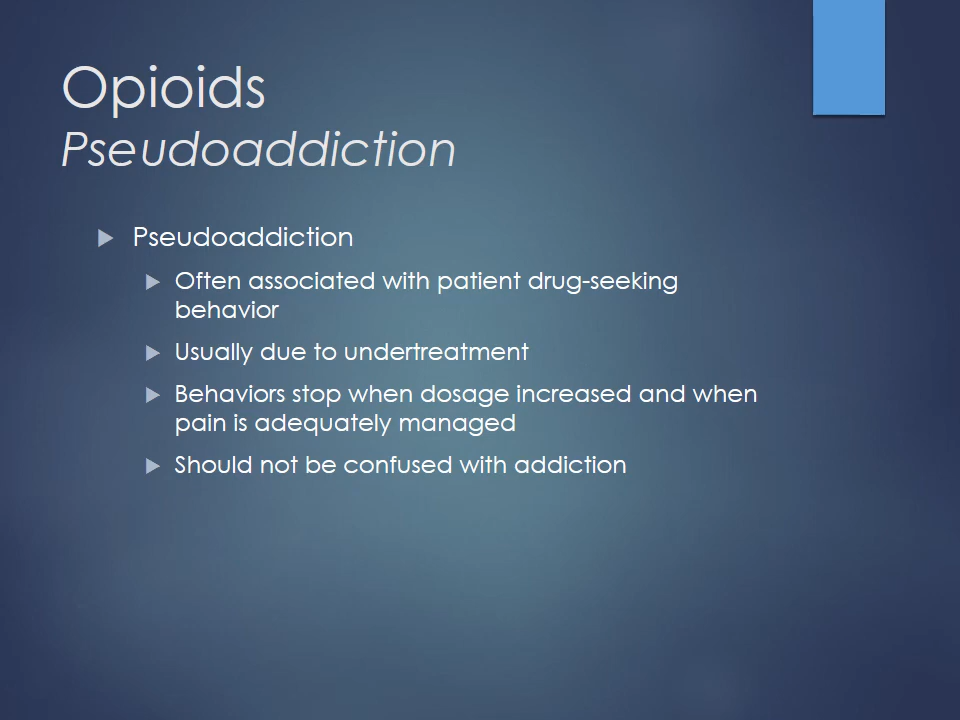 Opioids
Pseudoaddiction
Pseudoaddiction
Often associated with patient drug-seeking
behavior
Usually due to undertreatment
Behaviors stop when dosage increased and when
pain is adequately managed
Should not be confused with addiction